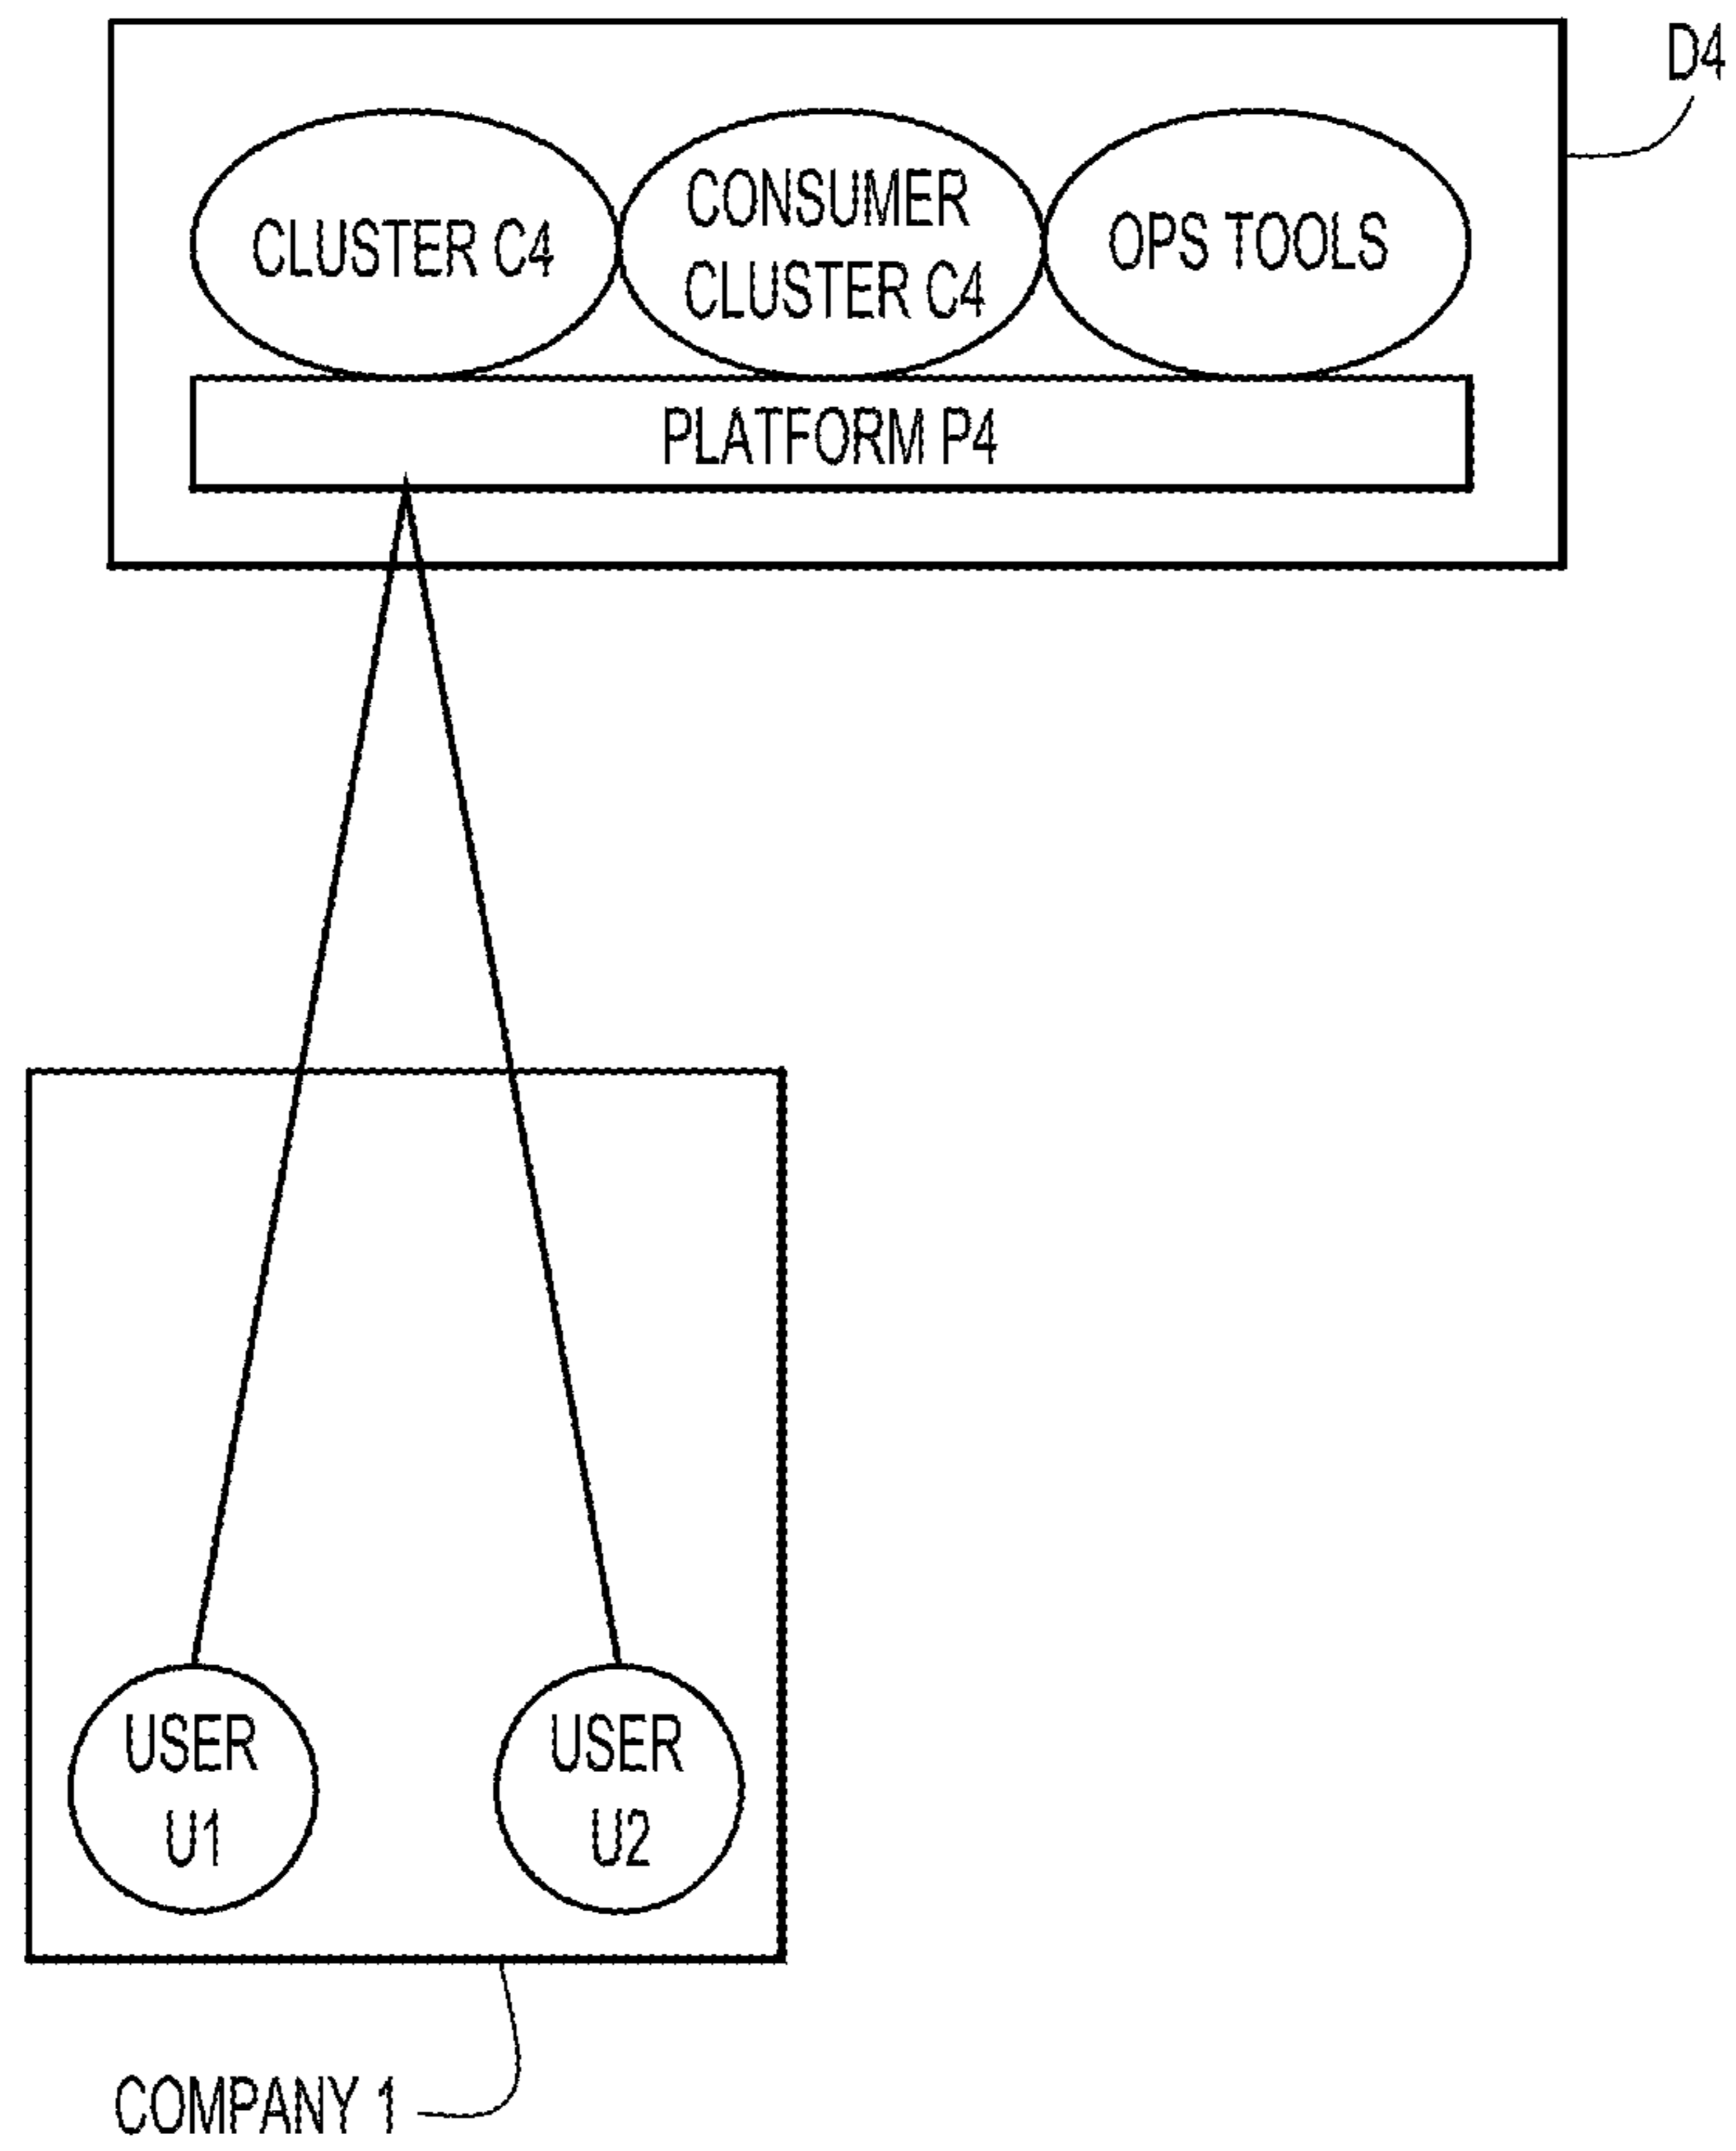 D4
CLUSTER C4
CONSUMER
CLUSTER C4
OPS TOOLS
PLATFORM P4
USER
U1
USER
U2
COMPANY 1